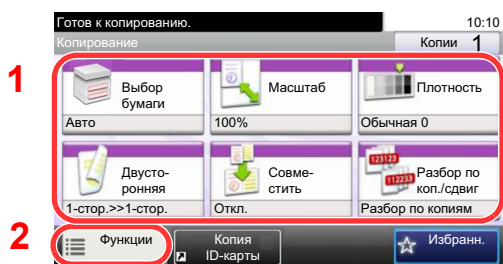 Готов к копированию.
10:10
Копирование
Копии 1
1
Выбор
бумаги
Масштаб
Плотность
Авто
100%
Обычная 0
Двусто-
ронняя
Совме-
стить
123123
112233
Разбор по
коп./сдвиг
1-стор.>>1-стор.
Откл.
Разбор по копиям
2
Функции
Копия
ID-карты
Избранн.